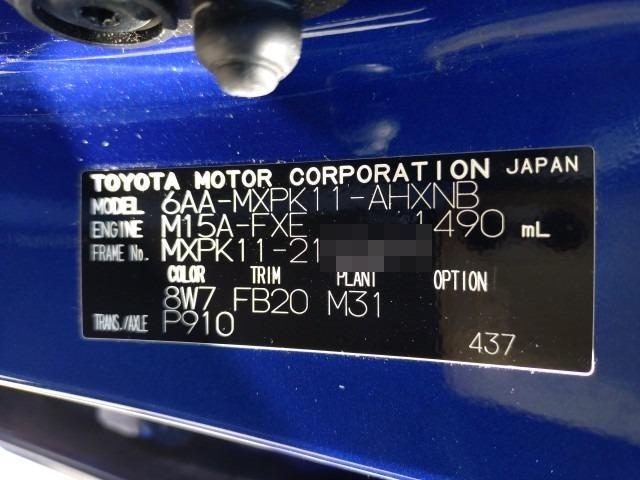 TOYOTA MOTOR CORPORATION JAPAN
MODEL 6AA-MXPK11-AHXNB
ENGINE M15A-FXE 1490 mL
FRAME No. MXPK11-21
COLOR TRIM PLANT OPTION
8W7 FB20 M31
TRANS./AXLE P910
437